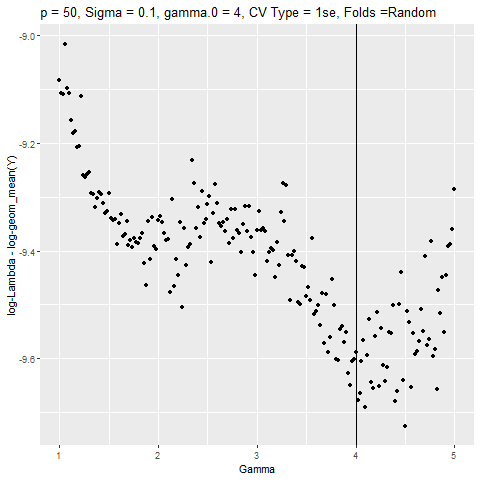 p = 50, Sigma = 0.1, gamma.0 = 4, CV Type = 1se, Folds =Random
log-Lambda - log-geom_mean(Y)
-9.0
-9.2
-9.4
-9.6
1 2 3 4 5
Gamma